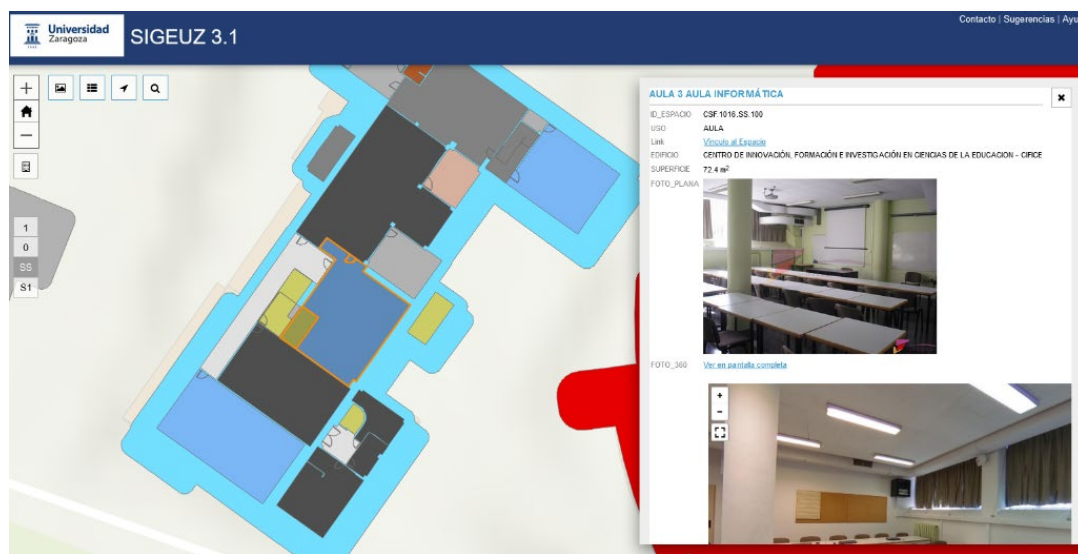 Contacto | Sugerencias | Ayu
Universidad
Zaragoza
SIGEUZ 3.1
1
0
SS
S1
AULA 3 AULA INFORMÁTICA
ID_ESPACIO CSF.1016.SS.100
USO AULA
Link Vínculo al Espacio
EDIFICIO CENTRO DE INNOVACIÓN, FORMACIÓN E INVESTIGACIÓN EN CIENCIAS DE LA EDUCACION - CIFICE
SUPERFICIE 72.4 m²
FOTO_PLANA
FOTO_360 Ver en pantalla completa